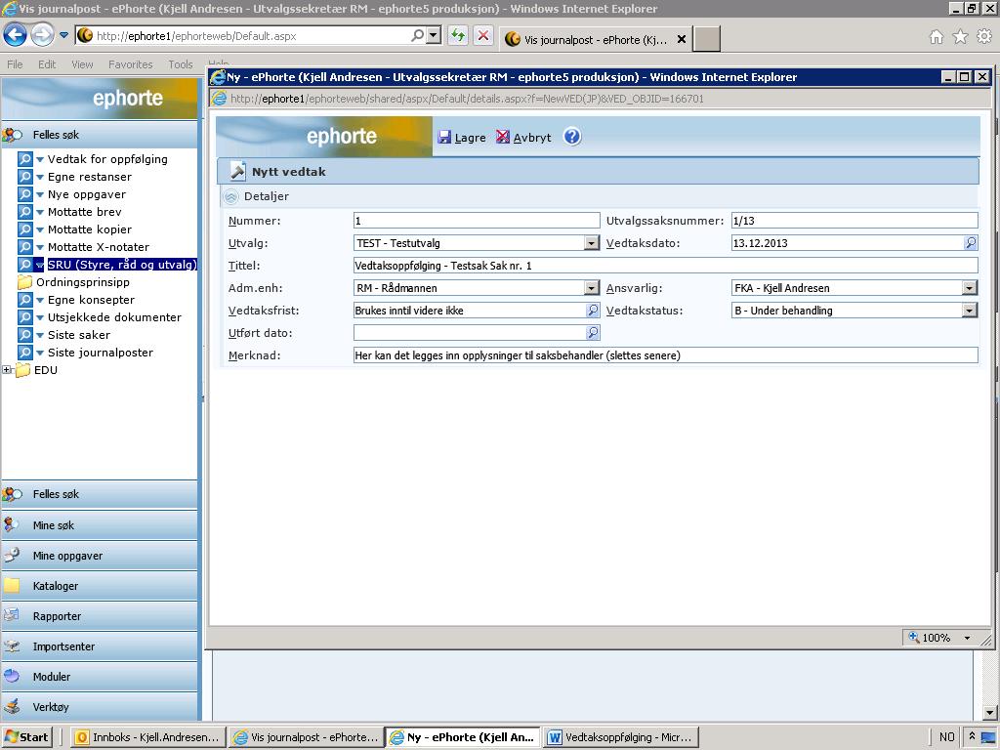 Vis journalpost - ePhorte (Kjell Andresen - Utvalgssekretær RM - ephorte5 produksjon) - Windows Internet Explorer
http://ephorte1/ephorteweb/Default.aspx
Vis journalpost - ePhorte (Kj...
File Edit View Favorites Tools Help
Ny - ePhorte (Kjell Andresen - Utvalgssekretær RM - ephorte5 produksjon) - Windows Internet Explorer
http://ephorte1/ephorteweb/shared/aspx/Default/details.aspx?f=NewVED(JP)&VED_OBJID=166701
ephorte
Felles søk
Vedtak for oppfølging
Egne restanser
Nye oppgaver
Mottatte brev
Mottatte kopier
Mottatte X-notater
SRU (Styre, råd og utvalg)
Ordningsprinsipp
Egne konsepter
Utsjekkede dokumenter
Siste saker
Siste journalposter
EDU
Felles søk
Mine søk
Mine oppgaver
Kataloger
Rapporter
Importsenter
Moduler
Verktøy
ephorte Lagre Avbryt ?
Nytt vedtak
Detaljer
Nummer: 1 Utvalgssaksnummer: 1/13
Utvalg: TEST - Testutvalg Vedtaksdato: 13.12.2013
Tittel: Vedtaksoppfølging - Testsak Sak nr. 1
Adm.enh: RM - Rådmannen Ansvarlig: FKA - Kjell Andresen
Vedtaksfrist: Brukes inntil videre ikke Vedtakstatus: B - Under behandling
Utført dato:
Merknad: Her kan det legges inn opplysninger til saksbehandler (slettes senere)
100%
Start Innboks - Kjell.Andresen... Vis journalpost - ePhorte... Ny - ePhorte (Kjell An... Vedtaksoppfølging - Micr... NO